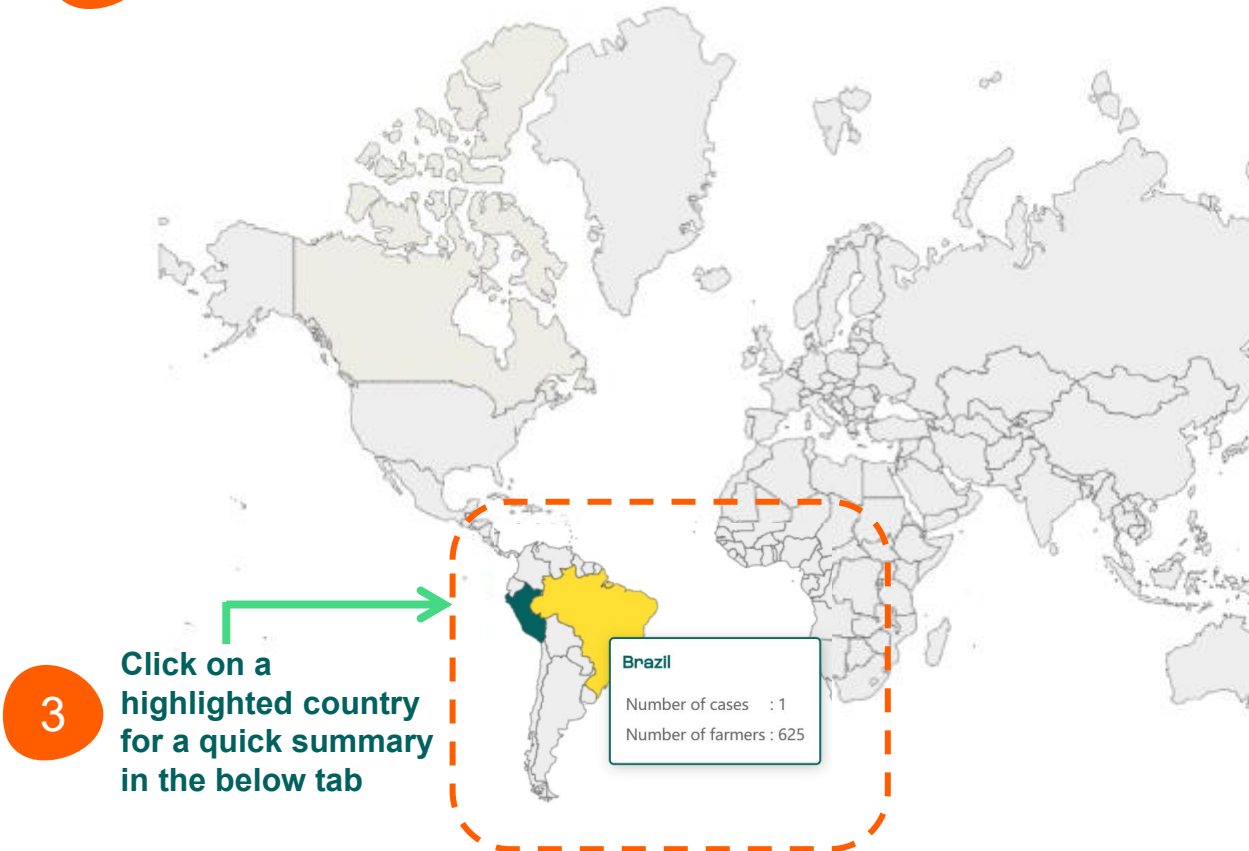 Brazil
Number of cases : 1
Number of farmers : 625
3
Click on a
highlighted country
for a quick summary
in the below tab